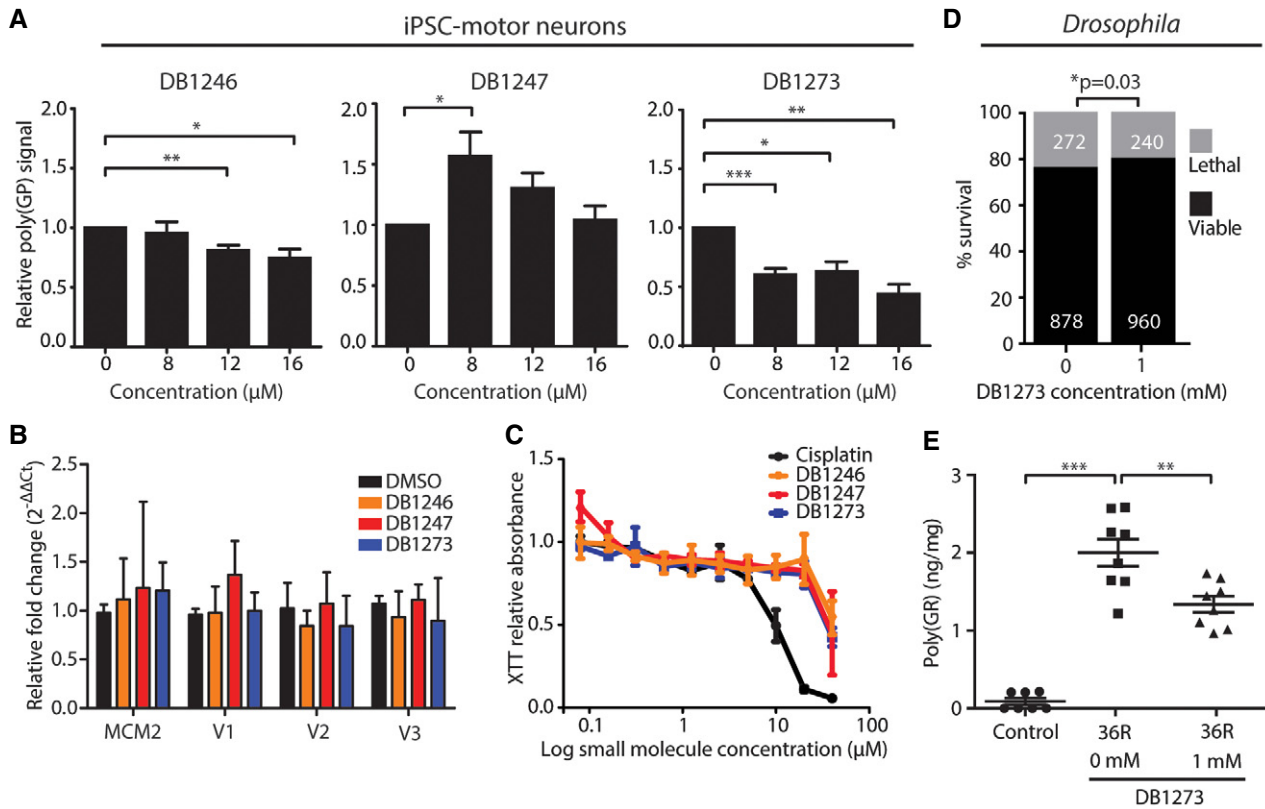 A
iPSC-motor neurons
DB1246
DB1247
DB1273
Relative poly(GP) signal
2.0
1.5
1.0
0.5
0.0
*
**
0 8 12 16
Concentration (µM)
2.0
1.5
1.0
0.5
0.0
*
0 8 12 16
Concentration (µM)
2.0
1.5
1.0
0.5
0.0
**
*
***
0 8 12 16
Concentration (µM)
D
Drosophila
*p=0.03
% survival
100
80
60
40
20
0
272 240
878 960
Lethal
Viable
0 1
DB1273 concentration (mM)
B
Relative fold change (2-ΔΔCt)
2.5
2.0
1.5
1.0
0.5
0.0
DMSO
DB1246
DB1247
DB1273
MCM2 V1 V2 V3
C
XTT relative absorbance
1.5
1.0
0.5
0.0
Cisplatin
DB1246
DB1247
DB1273
0.1 1 10 100
Log small molecule concentration (µM)
E
Poly(GR) (ng/mg)
3
2
1
0
*** **
Control 36R 36R
0 mM 1 mM
DB1273